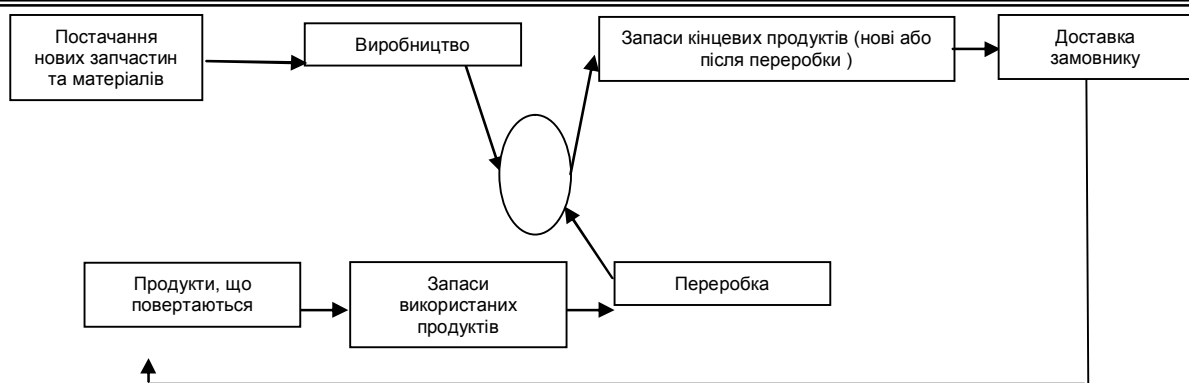 Постачання
нових запчастин
та матеріалів
Виробництво
Запаси кінцевих продуктів (нові або
після переробки )
Доставка
замовнику
Продукти, що
повертаються
Запаси
використаних
продуктів
Переробка